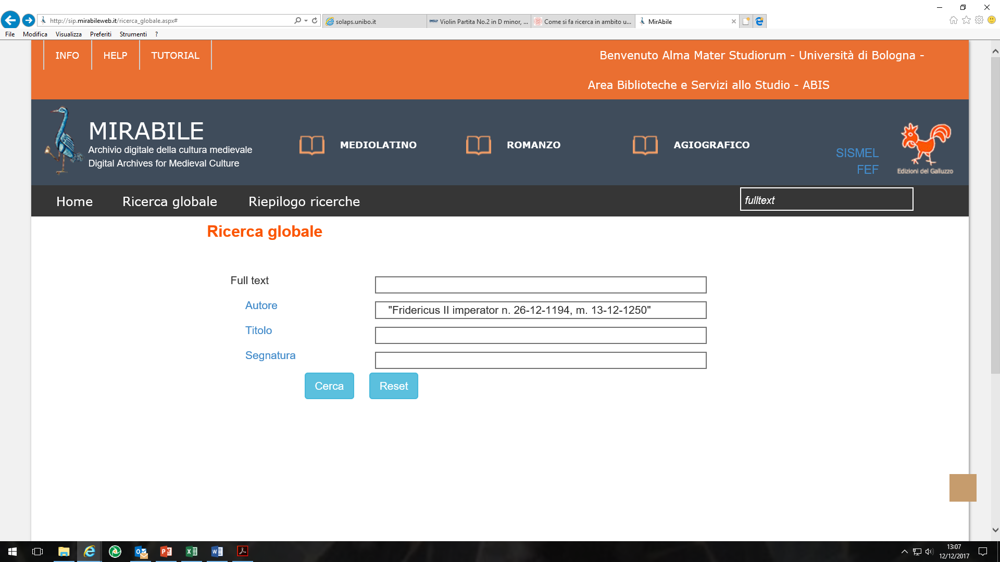 http://sip.mirabileweb.it/ricerca_globale.aspx#
solaps.unibo.it
IMSLP Violin Partita No.2 in D minor, ...
Come si fa ricerca in ambito u...
MirAbile
File Modifica Visualizza Preferiti Strumenti ?
INFO HELP TUTORIAL
Benvenuto Alma Mater Studiorum - Università di Bologna -
Area Biblioteche e Servizi allo Studio - ABIS
MIRABILE
Archivio digitale della cultura medievale
Digital Archives for Medieval Culture
MEDIOLATINO
ROMANZO
AGIOGRAFICO
SISMEL
FEF
Edizioni del Galluzzo
Home Ricerca globale Riepilogo ricerche
fulltext
Ricerca globale
Full text
Autore "Fridericus II imperator n. 26-12-1194, m. 13-12-1250"
Titolo
Segnatura
Cerca Reset
13:07
12/12/2017